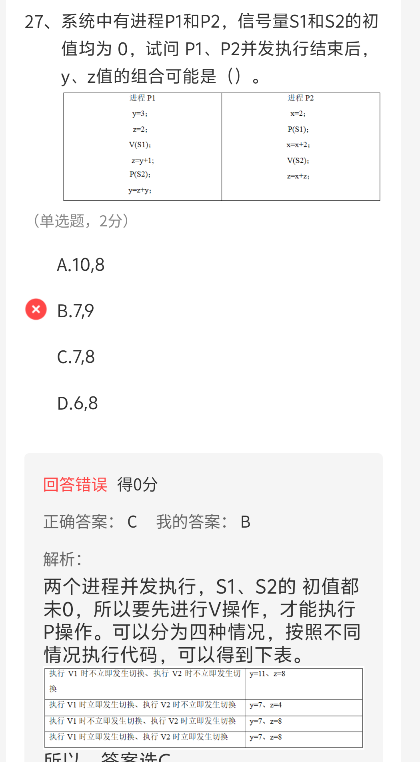 27、系统中有进程P1和P2，信号量S1和S2的初
值均为 0，试问 P1、P2并发执行结束后，
y、z值的组合可能是（）。
进程 P1
y=3;
z=2;
V(S1);
z=y+1;
P(S2);
y=z+y;
进程 P2
x=2;
P(S1);
x=x+2;
V(S2);
z=x+z;
（单选题，2分）
A.10,8
B.7,9
C.7,8
D.6,8
回答错误 得0分
正确答案： C 我的答案： B
解析：
两个进程并发执行，S1、S2的 初值都
未0，所以要先进行V操作，才能执行
P操作。可以分为四种情况，按照不同
情况执行代码，可以得到下表。
执行 V1 时不立即发生切换、执行 V2 时不立即发生切
换
y=11、z=8
执行 V1 时立即发生切换、执行 V2 时不立即发生切换 y=7、z=4
执行 V1 时不立即发生切换、执行 V2 时立即发生切换 y=7、z=8
执行 V1 时立即发生切换、执行 V2 时立即发生切换 y=7、z=8
所以，答案选C